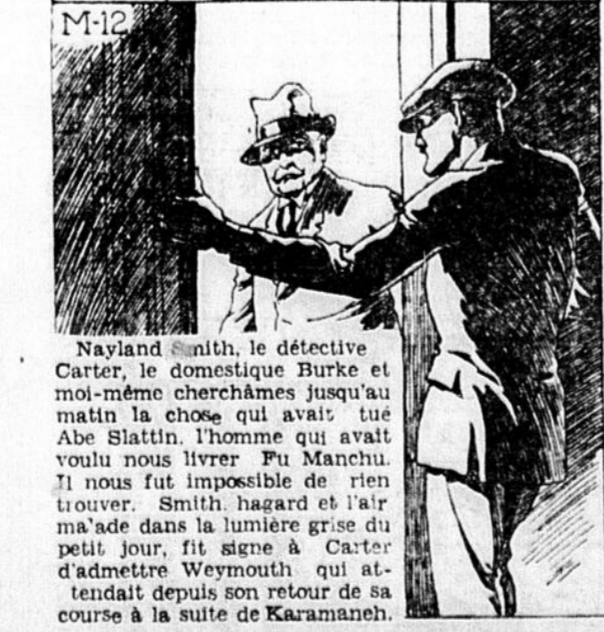 M-12
Nayland Smith, le détective
Carter, le domestique Burke et
moi-même cherchâmes jusqu'au
matin la chose qui avait tué
Abe Slattin, l'homme qui avait
voulu nous livrer Fu Manchu.
Il nous fut impossible de rien
trouver. Smith, hagard et l'air
malade dans la lumière grise du
petit jour, fit signe à Carter
d'admettre Weymouth qui at-
tendait depuis son retour de sa
course à la suite de Karamaneh.